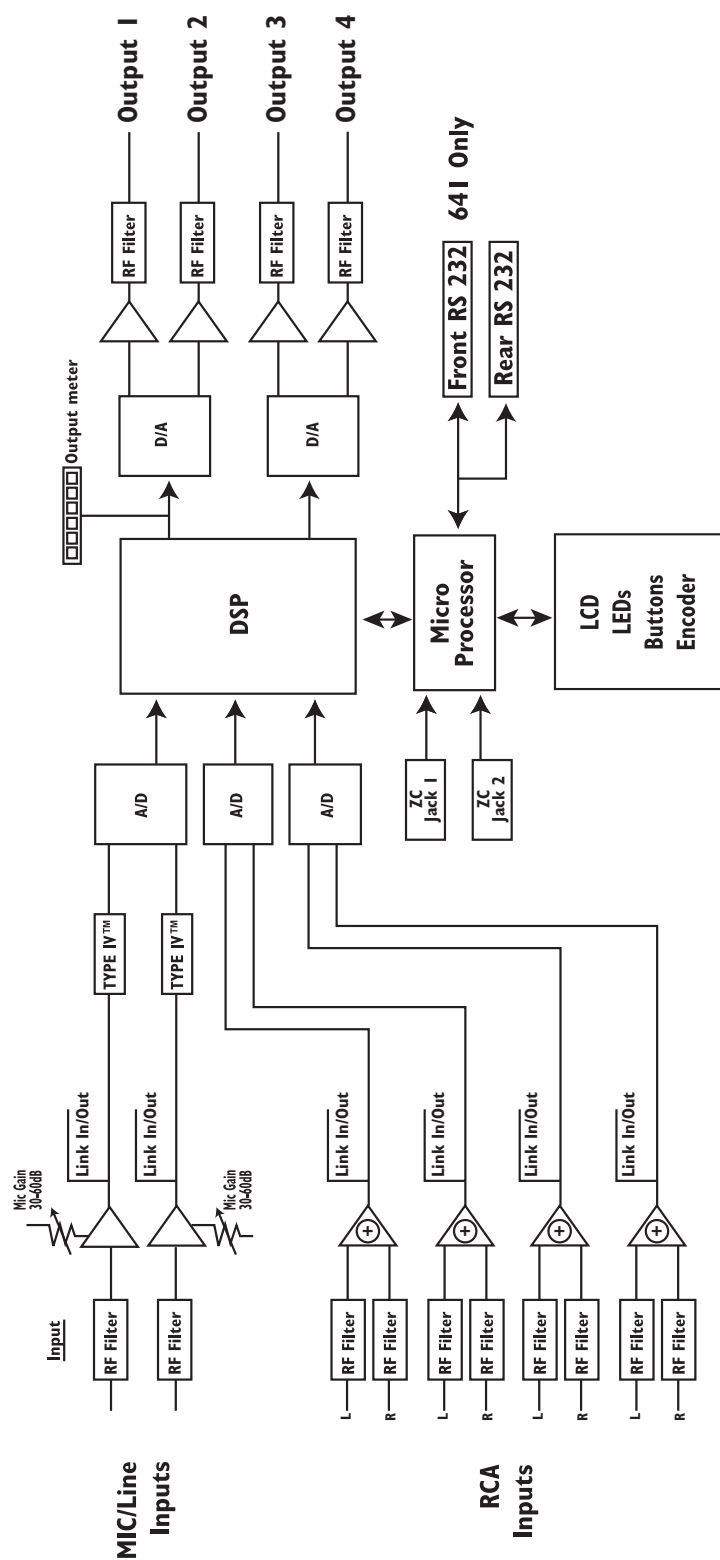 MIC/Line
Inputs
Input
RF Filter
RF Filter
Mic Gain
30-60dB
Mic Gain
30-60dB
Link In/Out
Link In/Out
TYPE IV™
TYPE IV™
A/D
A/D
A/D
RCA
Inputs
L
R
L
R
L
R
L
R
RF Filter
RF Filter
RF Filter
RF Filter
RF Filter
RF Filter
RF Filter
RF Filter
+
+
+
+
Link In/Out
Link In/Out
Link In/Out
Link In/Out
ZC
Jack 1
ZC
Jack 2
DSP
Micro
Processor
LCD
LEDs
Buttons
Encoder
Output meter
D/A
D/A
RF Filter
RF Filter
RF Filter
RF Filter
Output 1
Output 2
Output 3
Output 4
Front RS 232
641 Only
Rear RS 232